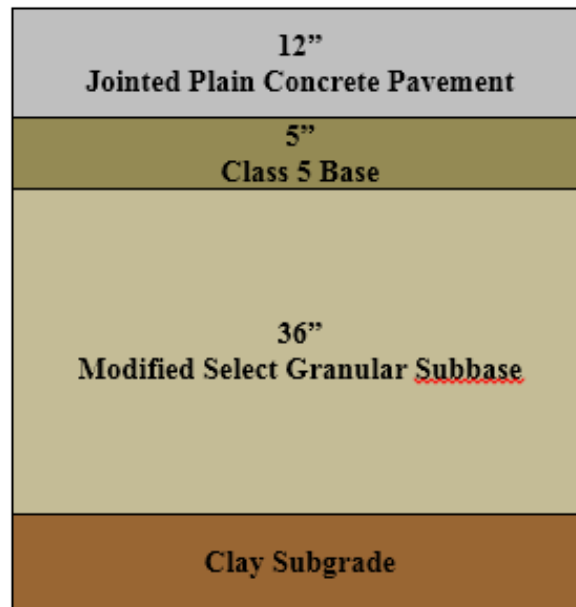 12”
Jointed Plain Concrete Pavement
5”
Class 5 Base
36”
Modified Select Granular Subbase
Clay Subgrade